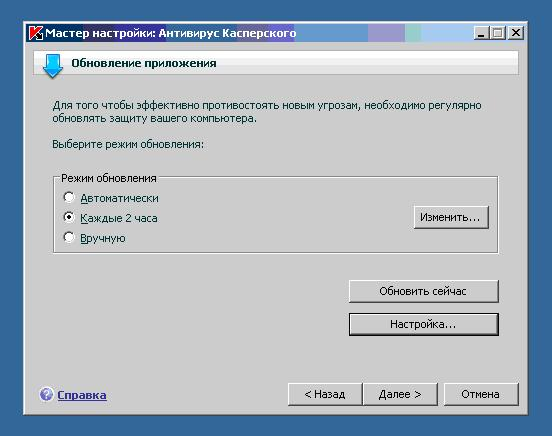 Мастер настройки: Антивирус Касперского
Обновление приложения
Для того чтобы эффективно противостоять новым угрозам, необходимо регулярно
обновлять защиту вашего компьютера.
Выберите режим обновления:
Режим обновления
Автоматически
Каждые 2 часа
Изменить...
Вручную
Обновить сейчас
Настройка...
Справка
< Назад
Далее >
Отмена